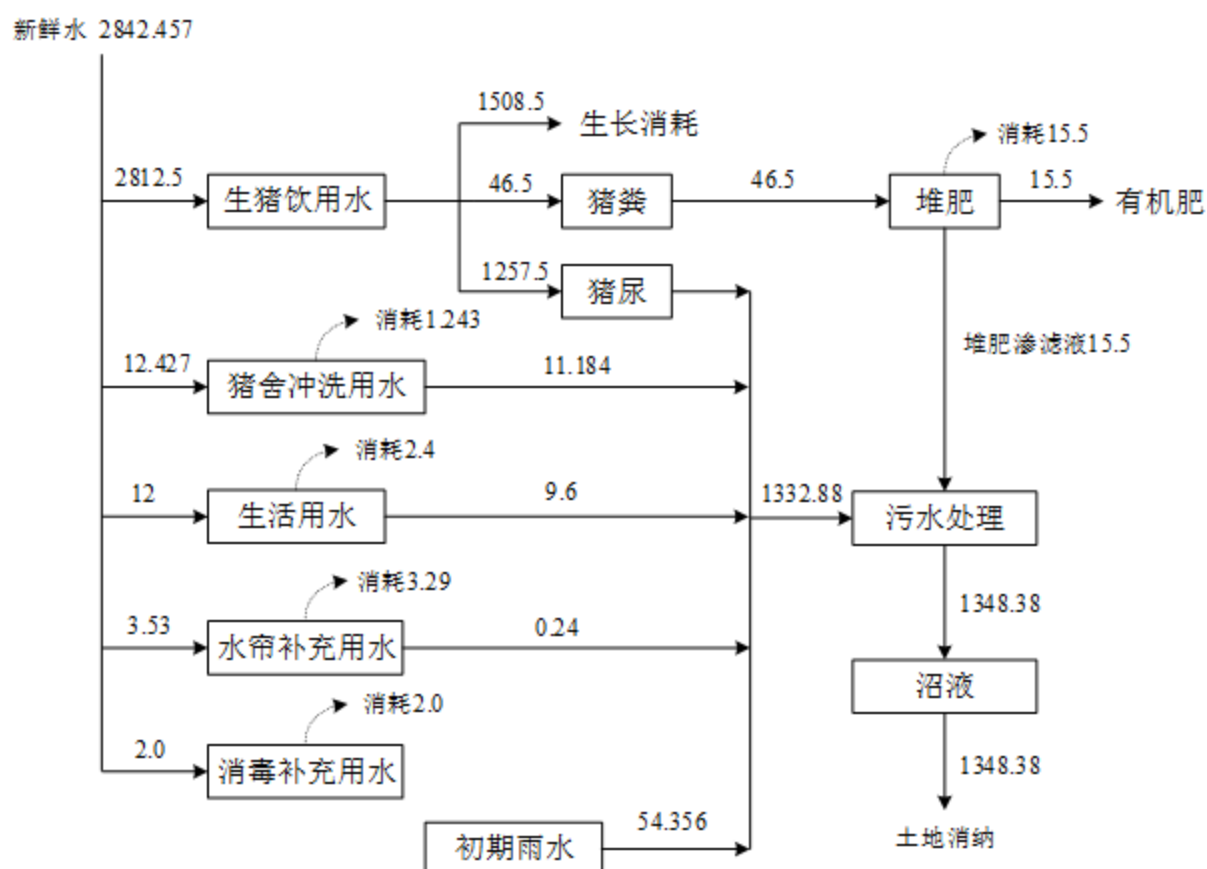 新鲜水 2842.457
1508.5
生长消耗
消耗15.5
2812.5
生猪饮用水
46.5
猪粪
46.5
堆肥
15.5
有机肥
1257.5
猪尿
消耗1.243
堆肥渗滤液15.5
12.427
猪舍冲洗用水
11.184
消耗2.4
12
生活用水
9.6
1332.88
污水处理
消耗3.29
3.53
水帘补充用水
0.24
1348.38
沼液
消耗2.0
2.0
消毒补充用水
1348.38
54.356
初期雨水
土地消纳